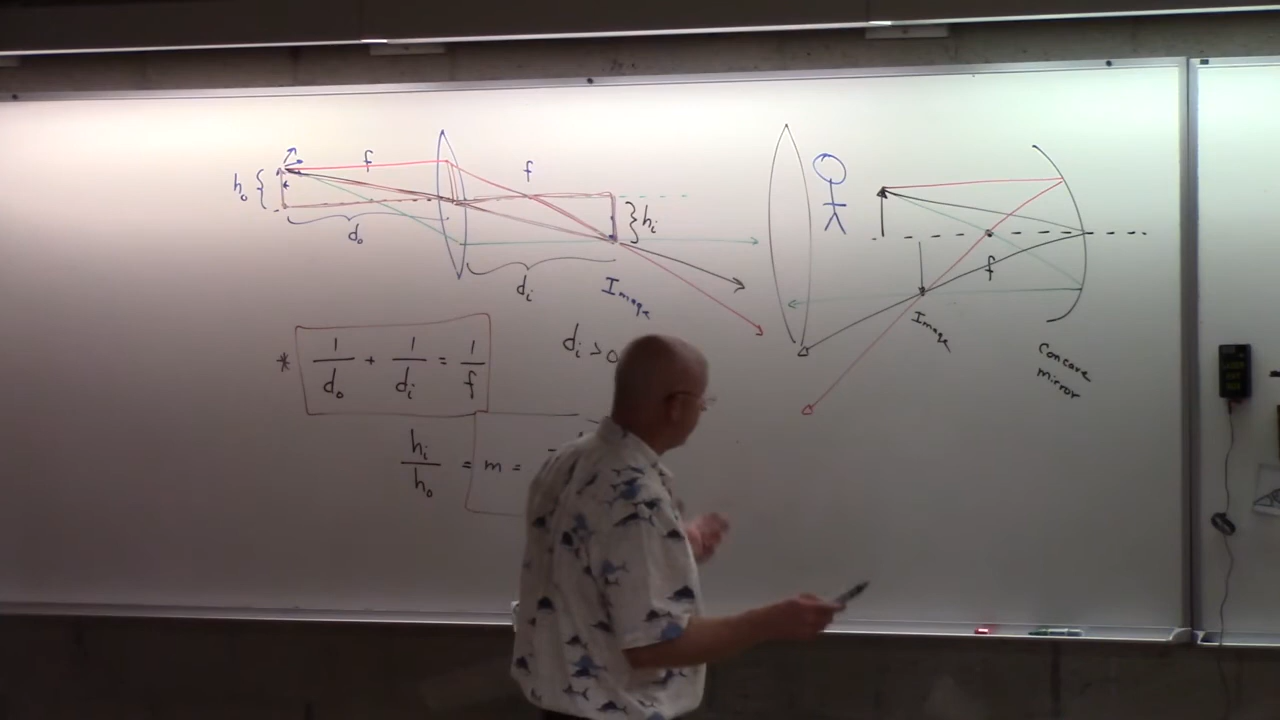 f
f
h₀ {
} hᵢ
d₀
dᵢ
Image
f
Image
Concave
mirror
* 1/d₀ + 1/dᵢ = 1/f
dᵢ > 0
hᵢ/h₀ = m =